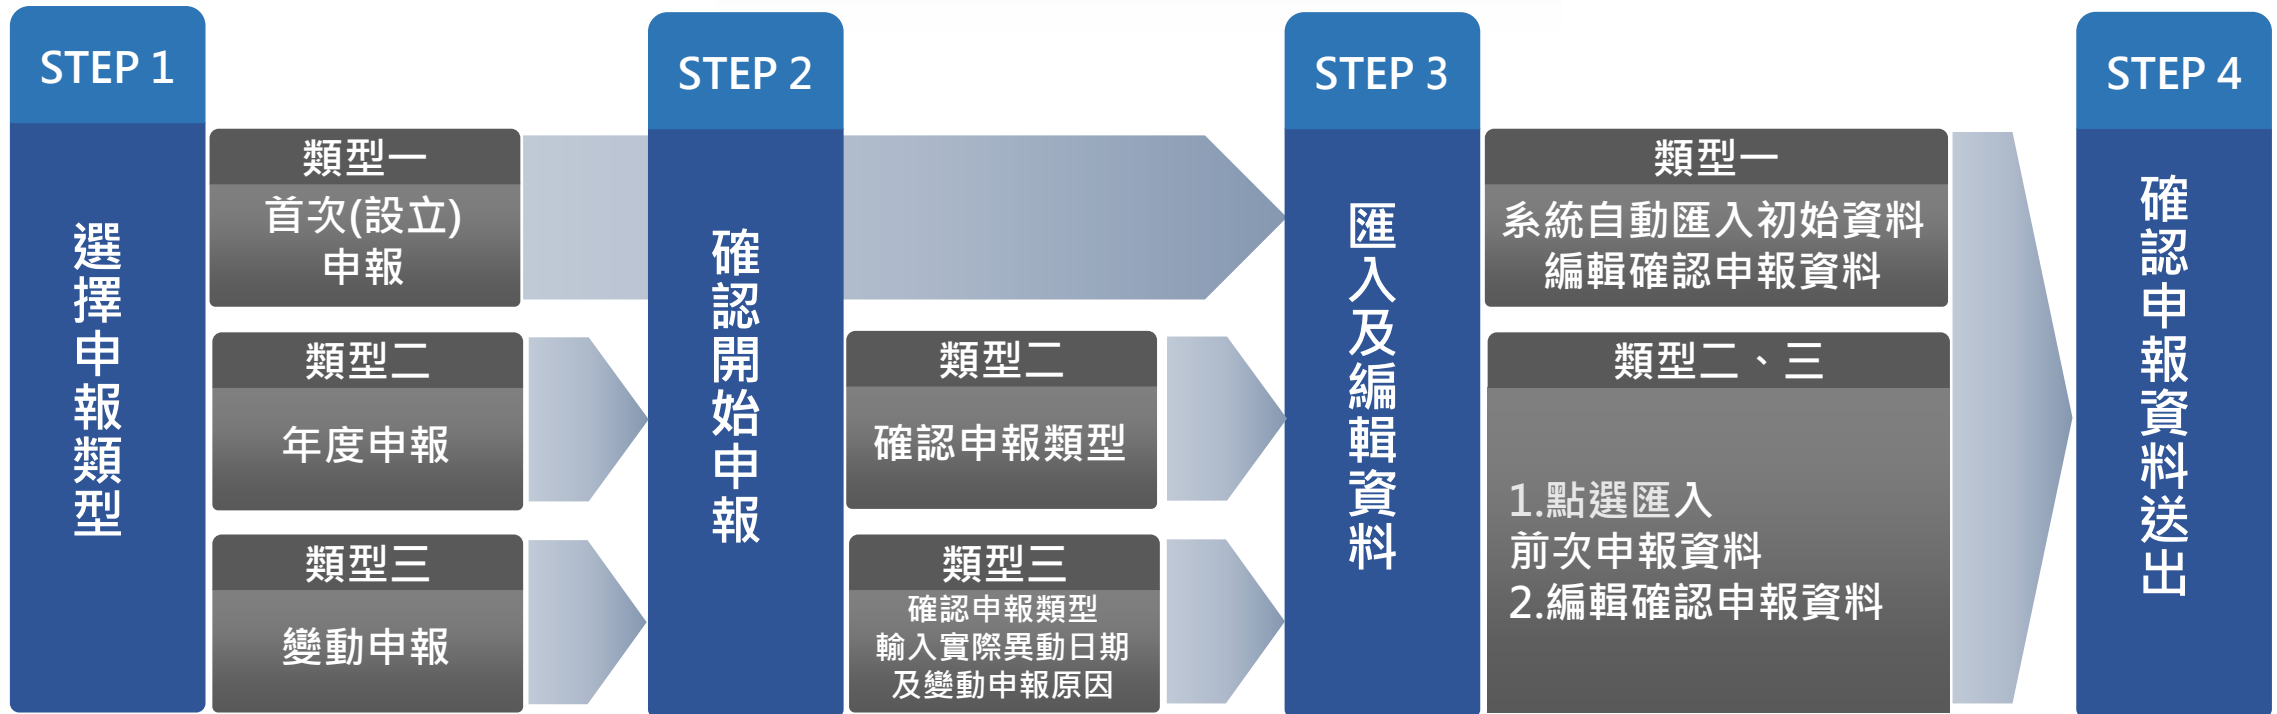 STEP 1
選擇申報類型
類型一
首次(設立)
申報
類型二
年度申報
類型三
變動申報
STEP 2
確認開始申報
類型二
確認申報類型
類型三
確認申報類型
輸入實際異動日期
及變動申報原因
STEP 3
匯入及編輯資料
類型一
系統自動匯入初始資料
編輯確認申報資料
類型二、三
1.點選匯入
前次申報資料
2.編輯確認申報資料
STEP 4
確認申報資料送出